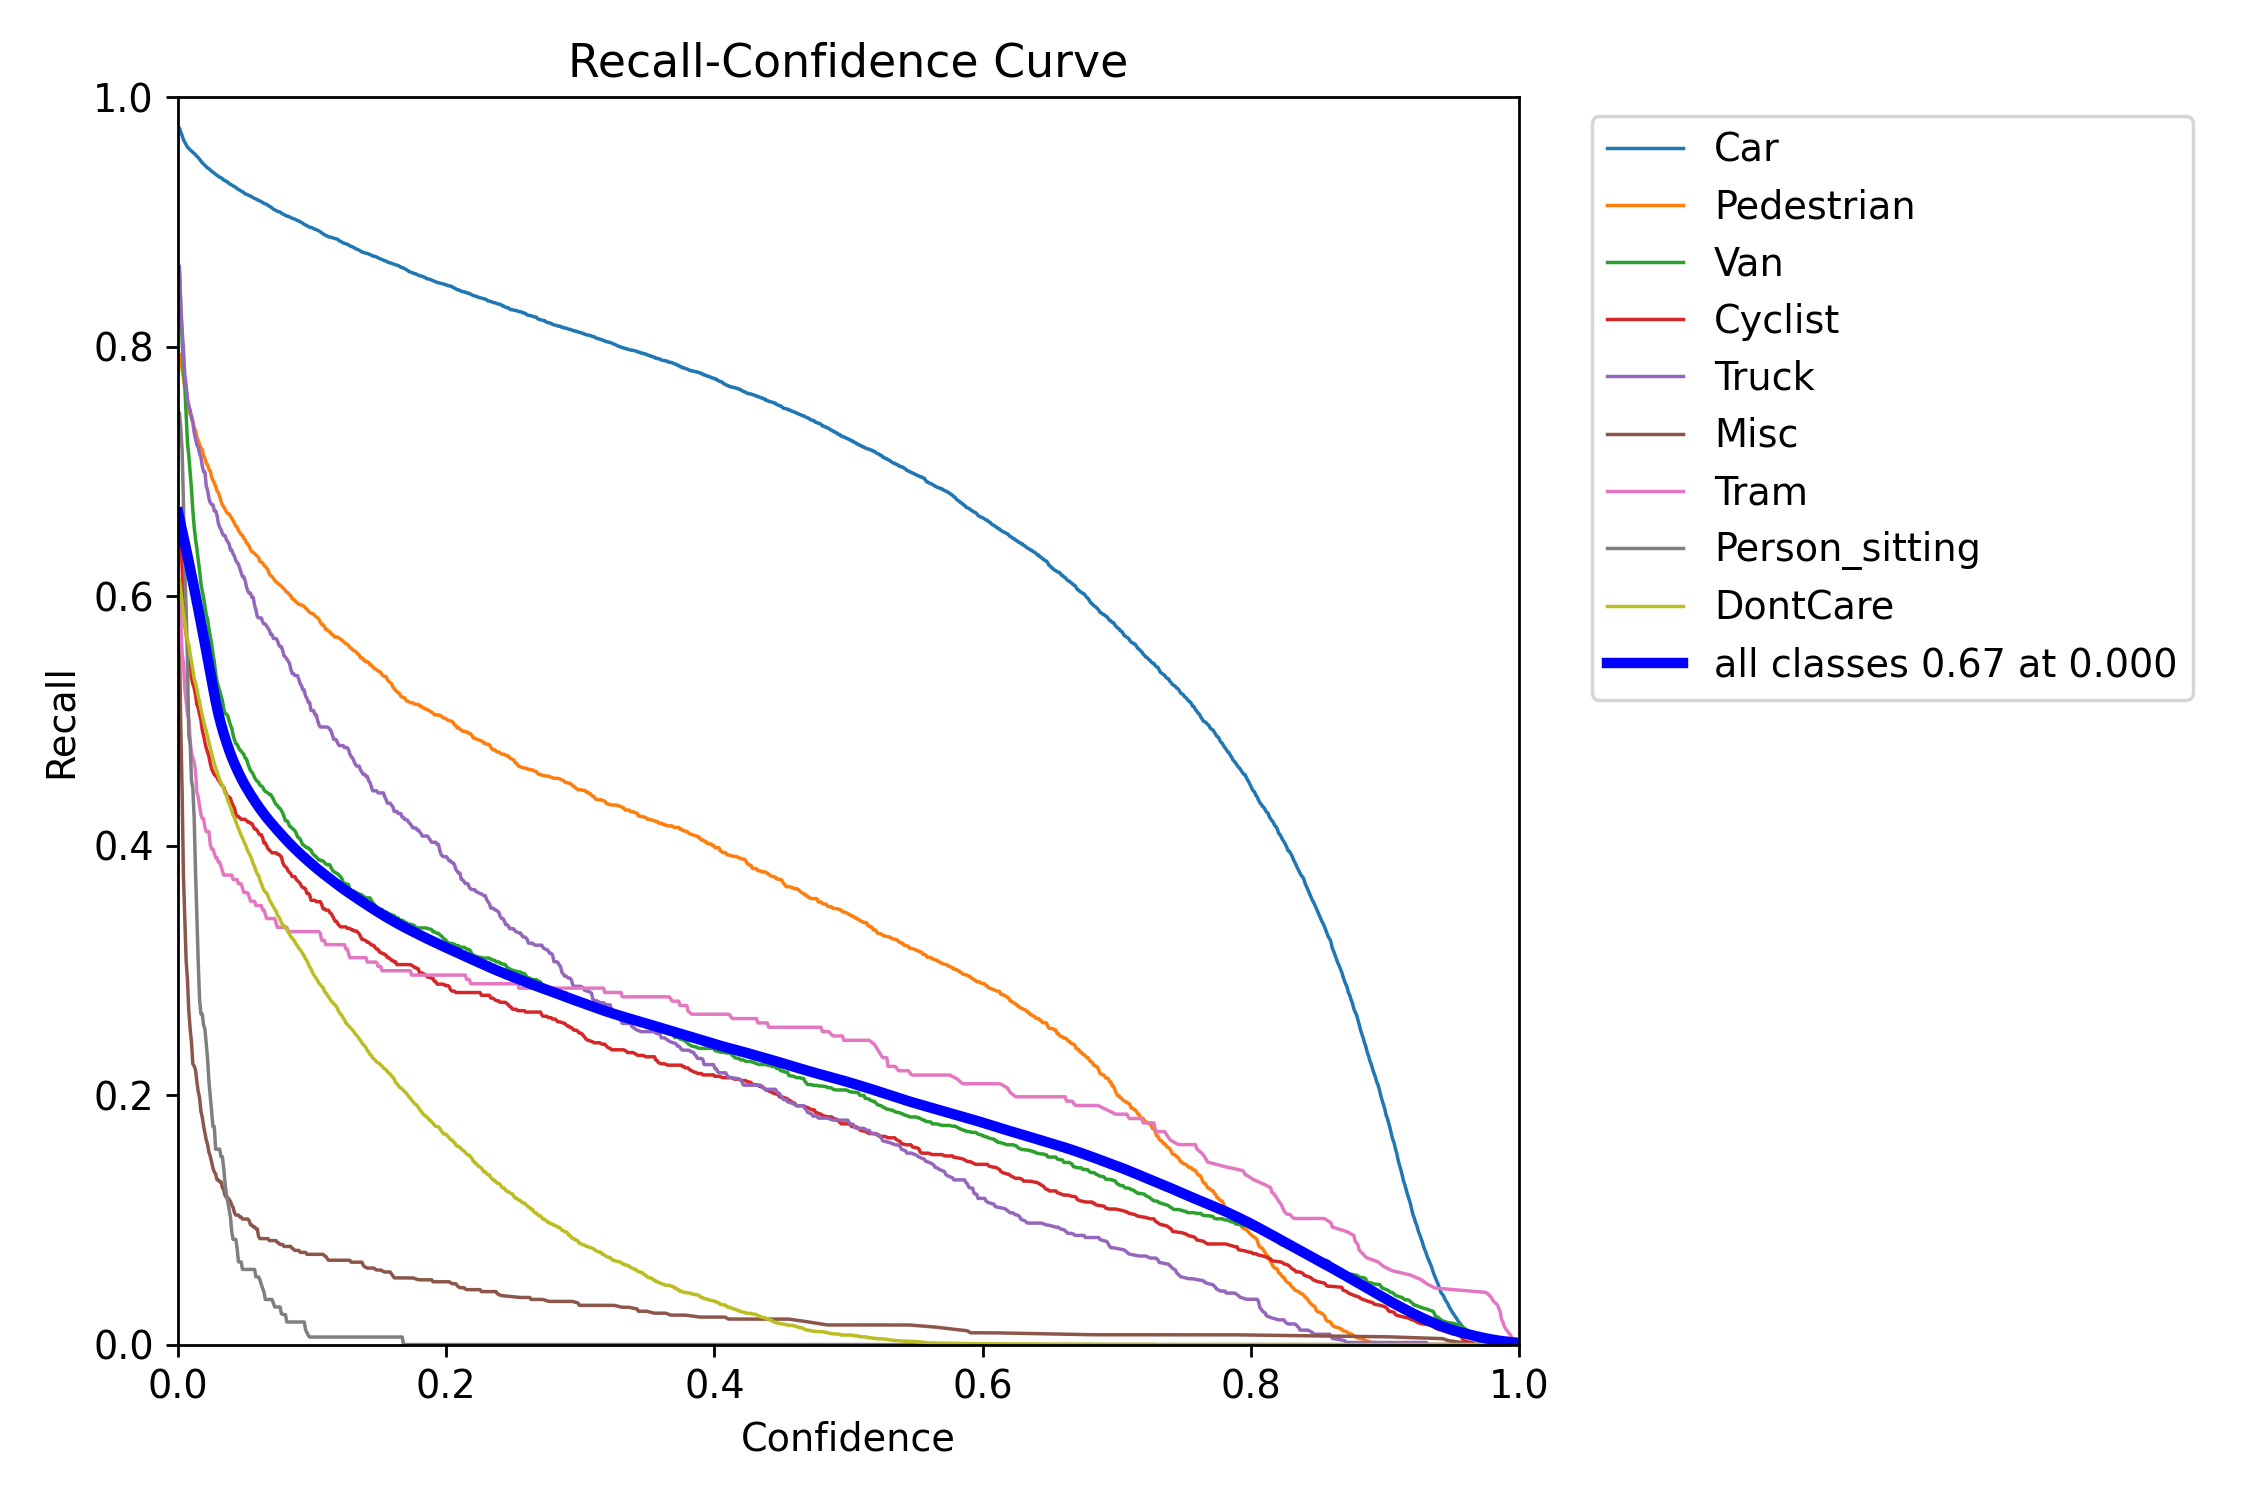 Recall-Confidence Curve
1.0
0.8
0.6
0.4
0.2
0.0
Recall
0.0 0.2 0.4 0.6 0.8 1.0
Confidence
Car
Pedestrian
Van
Cyclist
Truck
Misc
Tram
Person_sitting
DontCare
all classes 0.67 at 0.000